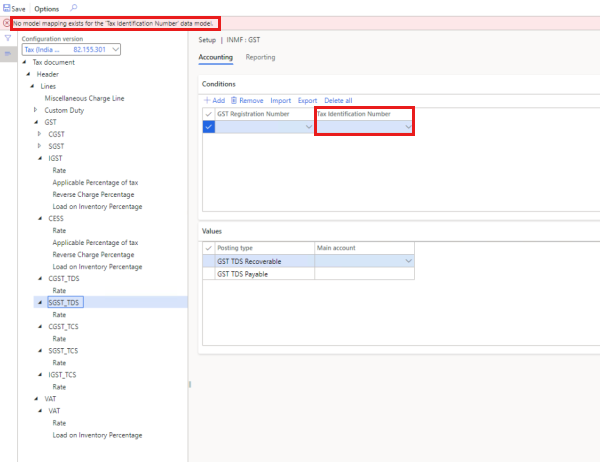 Save Options
No model mapping exists for the 'Tax Identification Number' data model.
Configuration version
Tax (India ... 82.155.301
Tax document
Header
Lines
Miscellaneous Charge Line
Custom Duty
GST
CGST
SGST
IGST
Rate
Applicable Percentage of tax
Reverse Charge Percentage
Load on Inventory Percentage
CESS
Rate
Applicable Percentage of tax
Reverse Charge Percentage
Load on Inventory Percentage
CGST_TDS
Rate
SGST_TDS
Rate
CGST_TCS
Rate
SGST_TCS
Rate
IGST_TCS
Rate
VAT
VAT
Rate
Load on Inventory Percentage
Setup | INMF : GST
Accounting Reporting
Conditions
Add Remove Import Export Delete all
GST Registration Number Tax Identification Number
Values
Posting type Main account
GST TDS Recoverable
GST TDS Payable